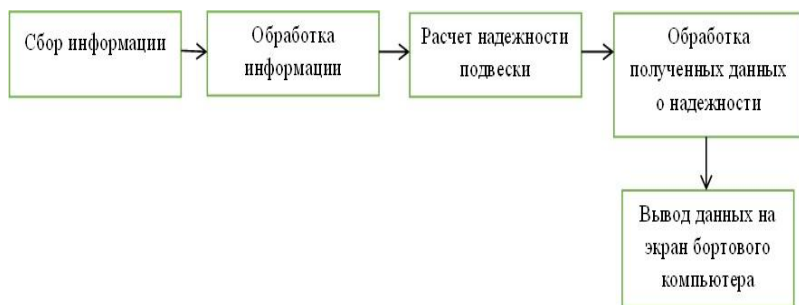 Сбор информации
Обработка
информации
Расчет надежности
подвески
Обработка
полученных данных
о надежности
Вывод данных на
экран бортового
компьютера